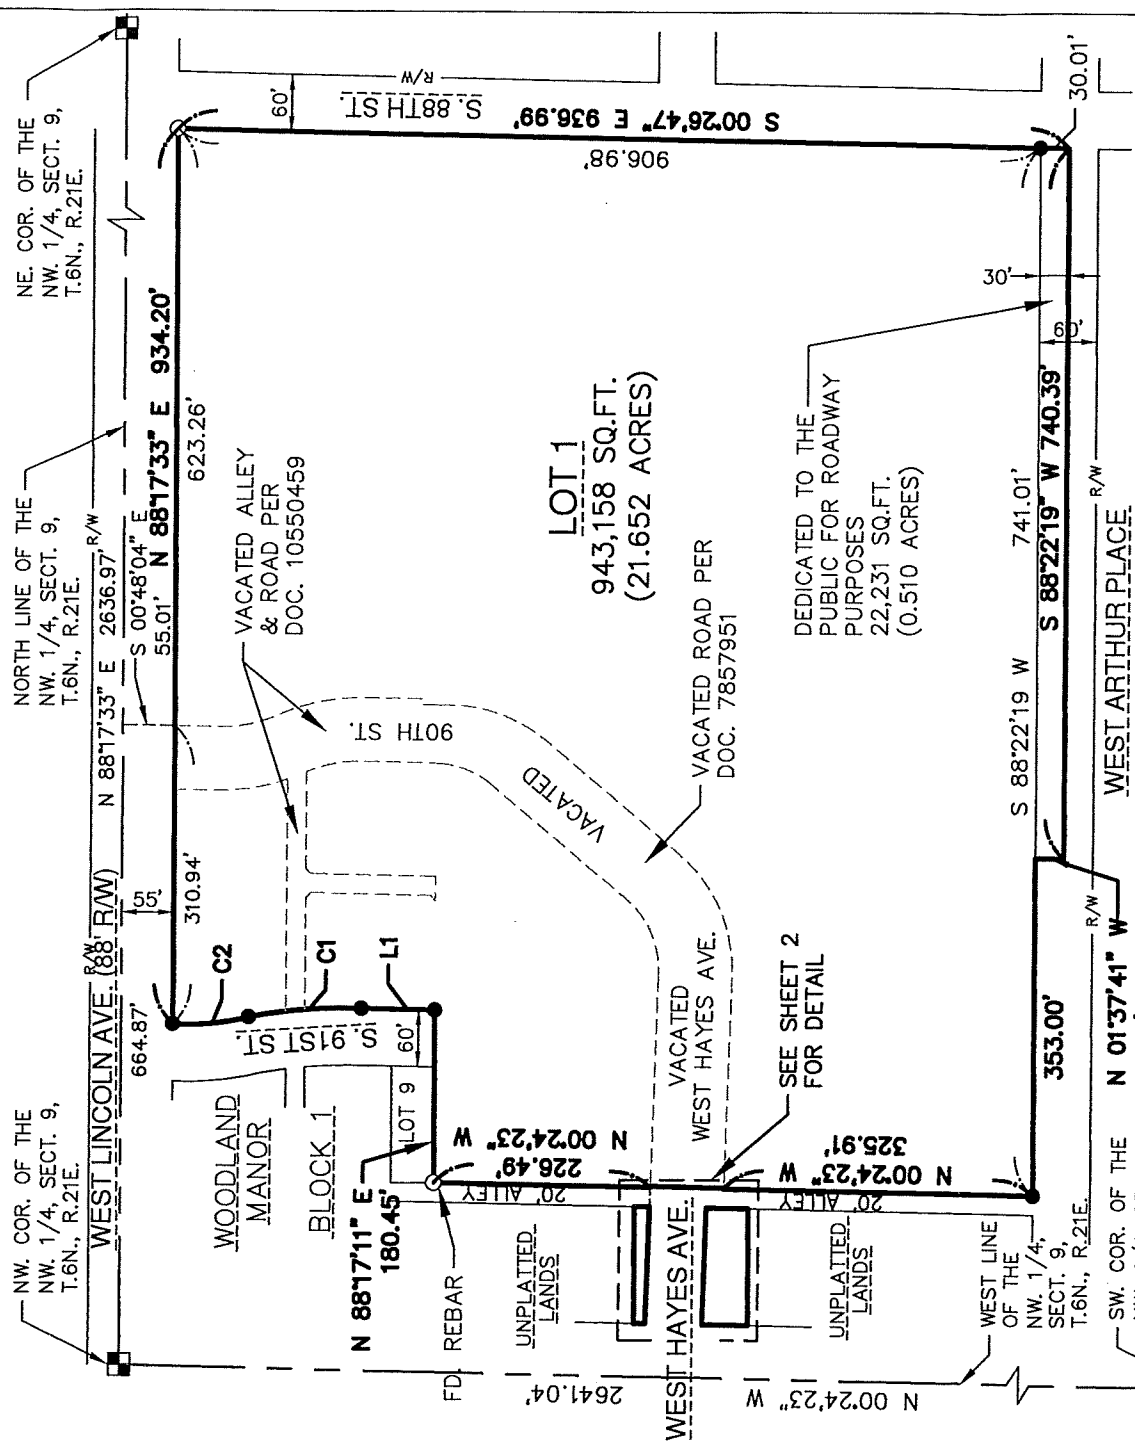 NW. COR. OF THE
NW. 1/4, SECT. 9,
T.6N., R.21E.
NORTH LINE OF THE
NW. 1/4, SECT. 9,
T.6N., R.21E.
NE. COR. OF THE
NW. 1/4, SECT. 9,
T.6N., R.21E.
WEST LINCOLN AVE. (88' R/W)
R/W
N 88°17'33" E 2636.97'
R/W
664.87'
55'
S 00°48'04" E
55.01'
N 88°17'33" E 934.20'
310.94'
623.26'
60'
R/W
S. 88TH ST.
S 00°26'47" E 936.99'
906.98'
30.01'
C2
C1
L1
S. 91ST ST.
60'
WOODLAND
MANOR
BLOCK 1
LOT 9
N 88°17'11" E
180.45'
FD. REBAR
VACATED ALLEY
& ROAD PER
DOC. 10550459
90TH ST.
VACATED
LOT 1
943,158 SQ.FT.
(21.652 ACRES)
VACATED ROAD PER
DOC. 7857951
N 00°24'23" W
226.49'
20' ALLEY
UNPLATTED
LANDS
VACATED
WEST HAYES AVE.
WEST HAYES AVE.
SEE SHEET 2
FOR DETAIL
N 00°24'23" W
325.91'
20' ALLEY
UNPLATTED
LANDS
2641.04'
N 00°24'23" W
WEST LINE
OF THE
NW. 1/4,
SECT. 9,
T.6N., R.21E.
DEDICATED TO THE
PUBLIC FOR ROADWAY
PURPOSES
22,231 SQ.FT.
(0.510 ACRES)
30'
60'
S 88°22'19 W 741.01'
S 88°22'19" W 740.39'
353.00'
N 01°37'41" W
R/W
R/W
WEST ARTHUR PLACE
SW. COR. OF THE